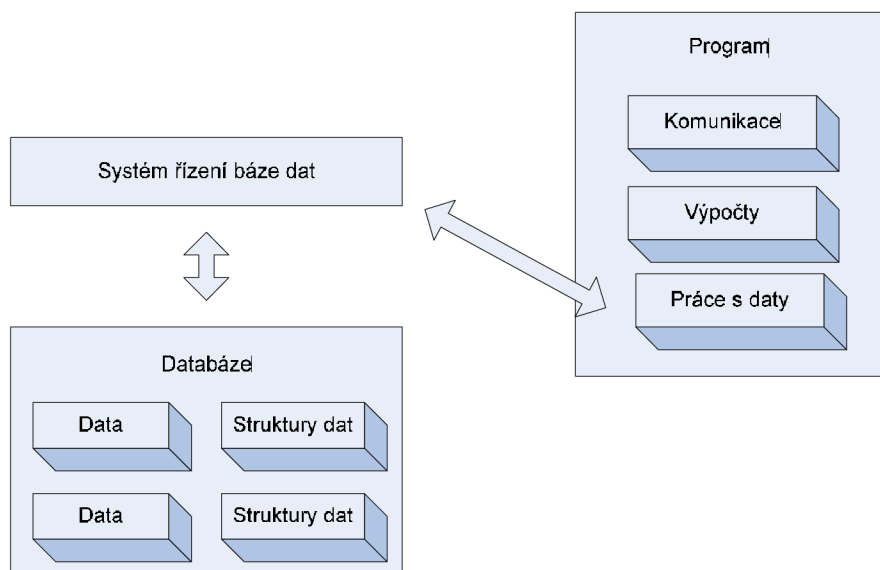 Program
Komunikace
Výpočty
Práce s daty
Systém řízení báze dat
Databáze
Data
Struktury dat
Data
Struktury dat